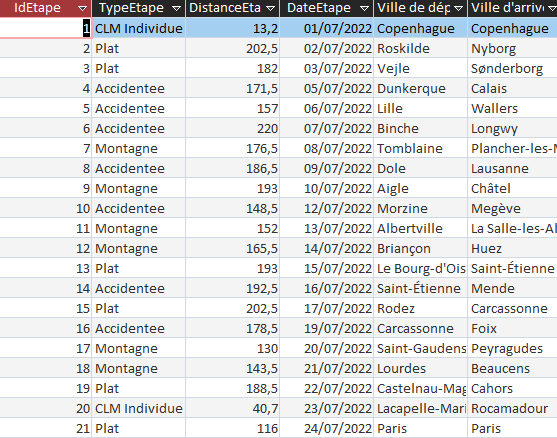 IdEtape TypeEtape DistanceEta DateEtape Ville de dép Ville d'arrive
1 CLM Individue 13,2 01/07/2022 Copenhague Copenhague
2 Plat 202,5 02/07/2022 Roskilde Nyborg
3 Plat 182 03/07/2022 Vejle Sønderborg
4 Accidentee 171,5 05/07/2022 Dunkerque Calais
5 Accidentee 157 06/07/2022 Lille Wallers
6 Accidentee 220 07/07/2022 Binche Longwy
7 Montagne 176,5 08/07/2022 Tomblaine Plancher-les-M
8 Accidentee 186,5 09/07/2022 Dole Lausanne
9 Montagne 193 10/07/2022 Aigle Châtel
10 Accidentee 148,5 12/07/2022 Morzine Megève
11 Montagne 152 13/07/2022 Albertville La Salle-les-Al
12 Montagne 165,5 14/07/2022 Briançon Huez
13 Plat 193 15/07/2022 Le Bourg-d'Ois Saint-Étienne
14 Accidentee 192,5 16/07/2022 Saint-Étienne Mende
15 Plat 202,5 17/07/2022 Rodez Carcassonne
16 Accidentee 178,5 19/07/2022 Carcassonne Foix
17 Montagne 130 20/07/2022 Saint-Gaudens Peyragudes
18 Montagne 143,5 21/07/2022 Lourdes Beaucens
19 Plat 188,5 22/07/2022 Castelnau-Mag Cahors
20 CLM Individue 40,7 23/07/2022 Lacapelle-Mari Rocamadour
21 Plat 116 24/07/2022 Paris Paris